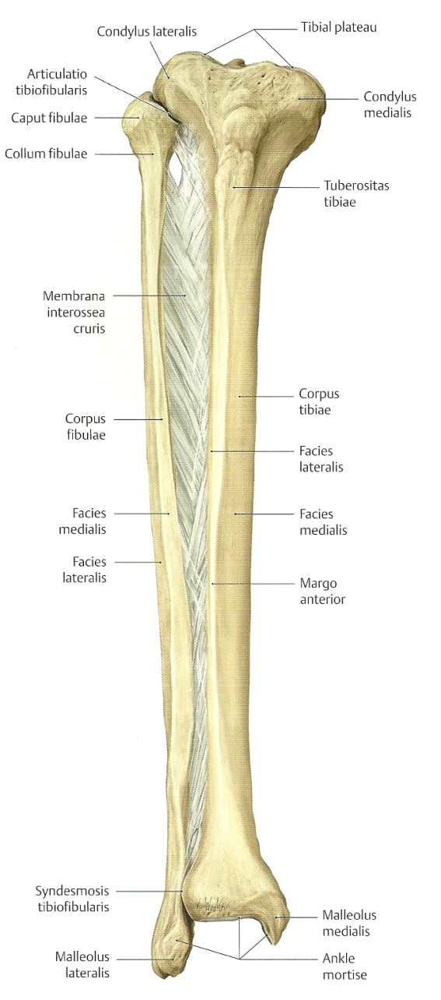 Tibial plateau
Condylus lateralis
Articulatio
tibiofibularis
Condylus
medialis
Caput fibulae
Collum fibulae
Tuberositas
tibiae
Membrana
interossea
cruris
Corpus
tibiae
Corpus
fibulae
Facies
lateralis
Facies
medialis
Facies
medialis
Facies
lateralis
Margo
anterior
Syndesmosis
tibiofibularis
Malleolus
medialis
Malleolus
lateralis
Ankle
mortise